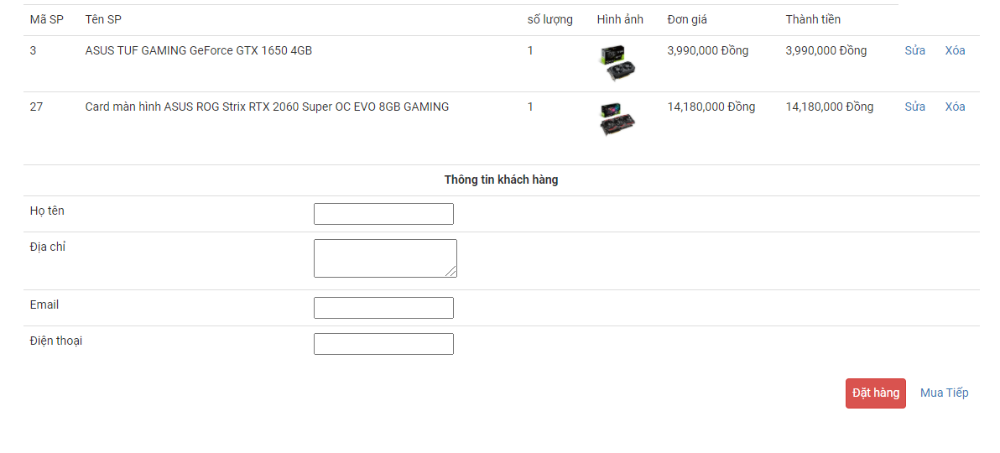 Mã SP Tên SP số lượng Hình ảnh Đơn giá Thành tiền
3 ASUS TUF GAMING GeForce GTX 1650 4GB 1 3,990,000 Đồng 3,990,000 Đồng Sửa Xóa
27 Card màn hình ASUS ROG Strix RTX 2060 Super OC EVO 8GB GAMING 1 14,180,000 Đồng 14,180,000 Đồng Sửa Xóa
Thông tin khách hàng
Họ tên
Địa chỉ
Email
Điện thoại
Đặt hàng Mua Tiếp